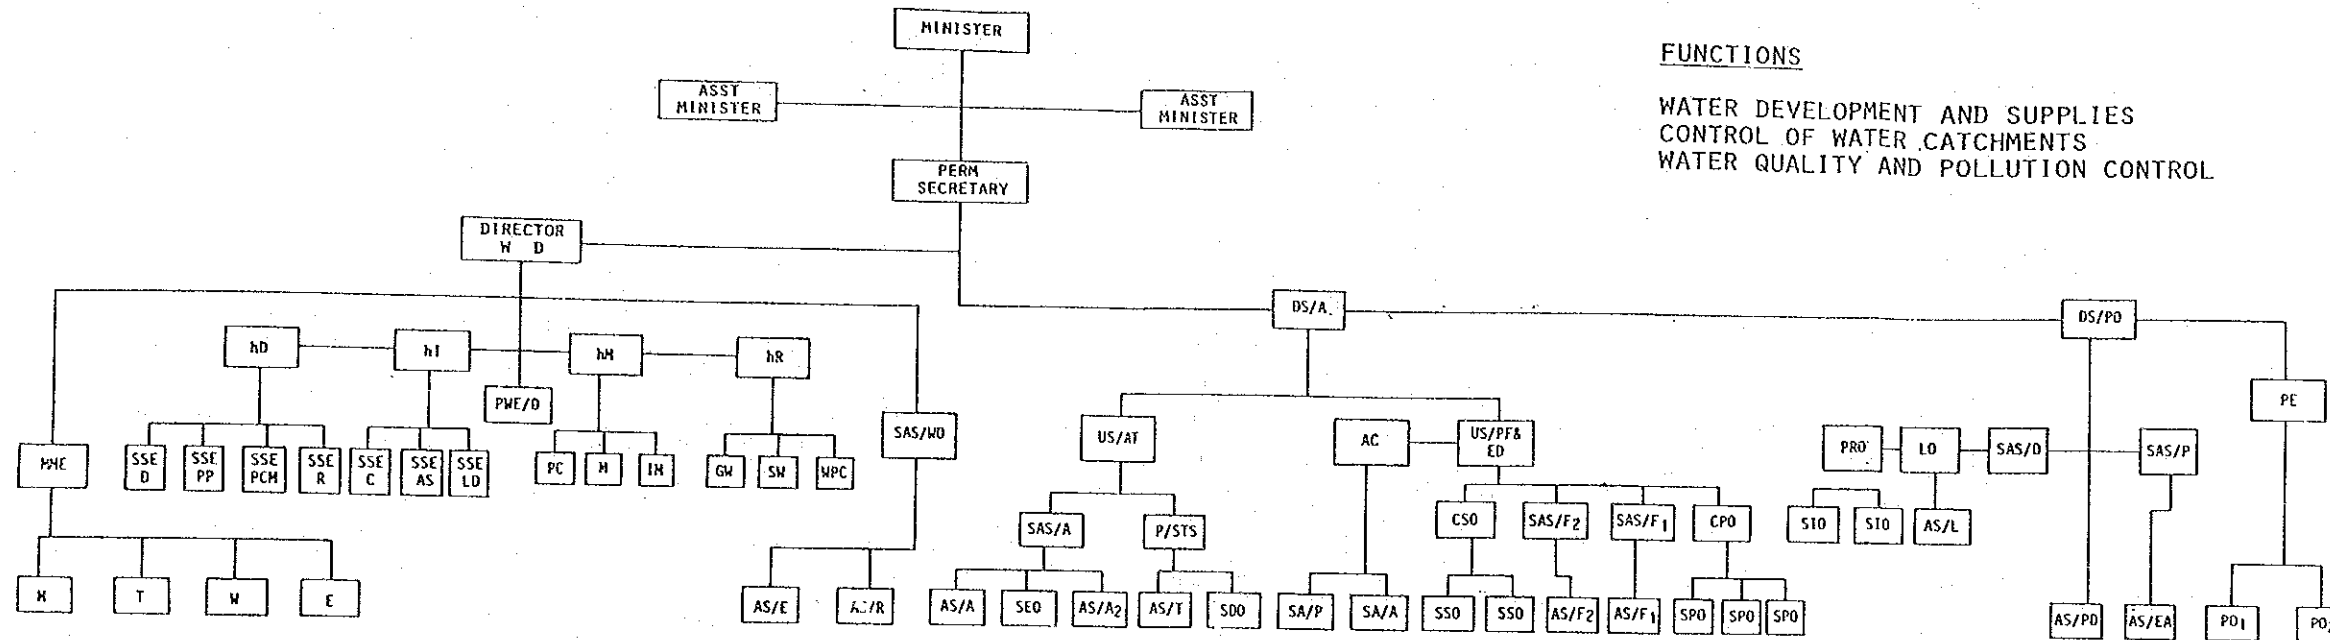 MINISTER
FUNCTIONS
ASST
MINISTER
ASST
MINISTER
WATER DEVELOPMENT AND SUPPLIES
CONTROL OF WATER CATCHMENTS
WATER QUALITY AND POLLUTION CONTROL
PERM
SECRETARY
DIRECTOR
W D
DS/A
DS/PO
hD
hI
hM
hR
PWE/D
PE
SAS/WD
US/AT
AC
US/PF&
ED
PRO
LO
SAS/D
SAS/P
SSE
D
SSE
PP
SSE
PCM
SSE
R
SSE
C
SSE
AS
SSE
LD
PC
M
IM
GW
SW
WPC
SAS/A
P/STS
CSO
SAS/F2
SAS/F1
CPO
SIO
SIO
AS/L
M
T
W
E
AS/E
AS/A
SEO
AS/A2
AS/T
SDO
SA/P
SA/A
SSO
SSO
AS/F2
AS/F1
SPO
SPO
SPO
AS/PD
AS/EA
PO1